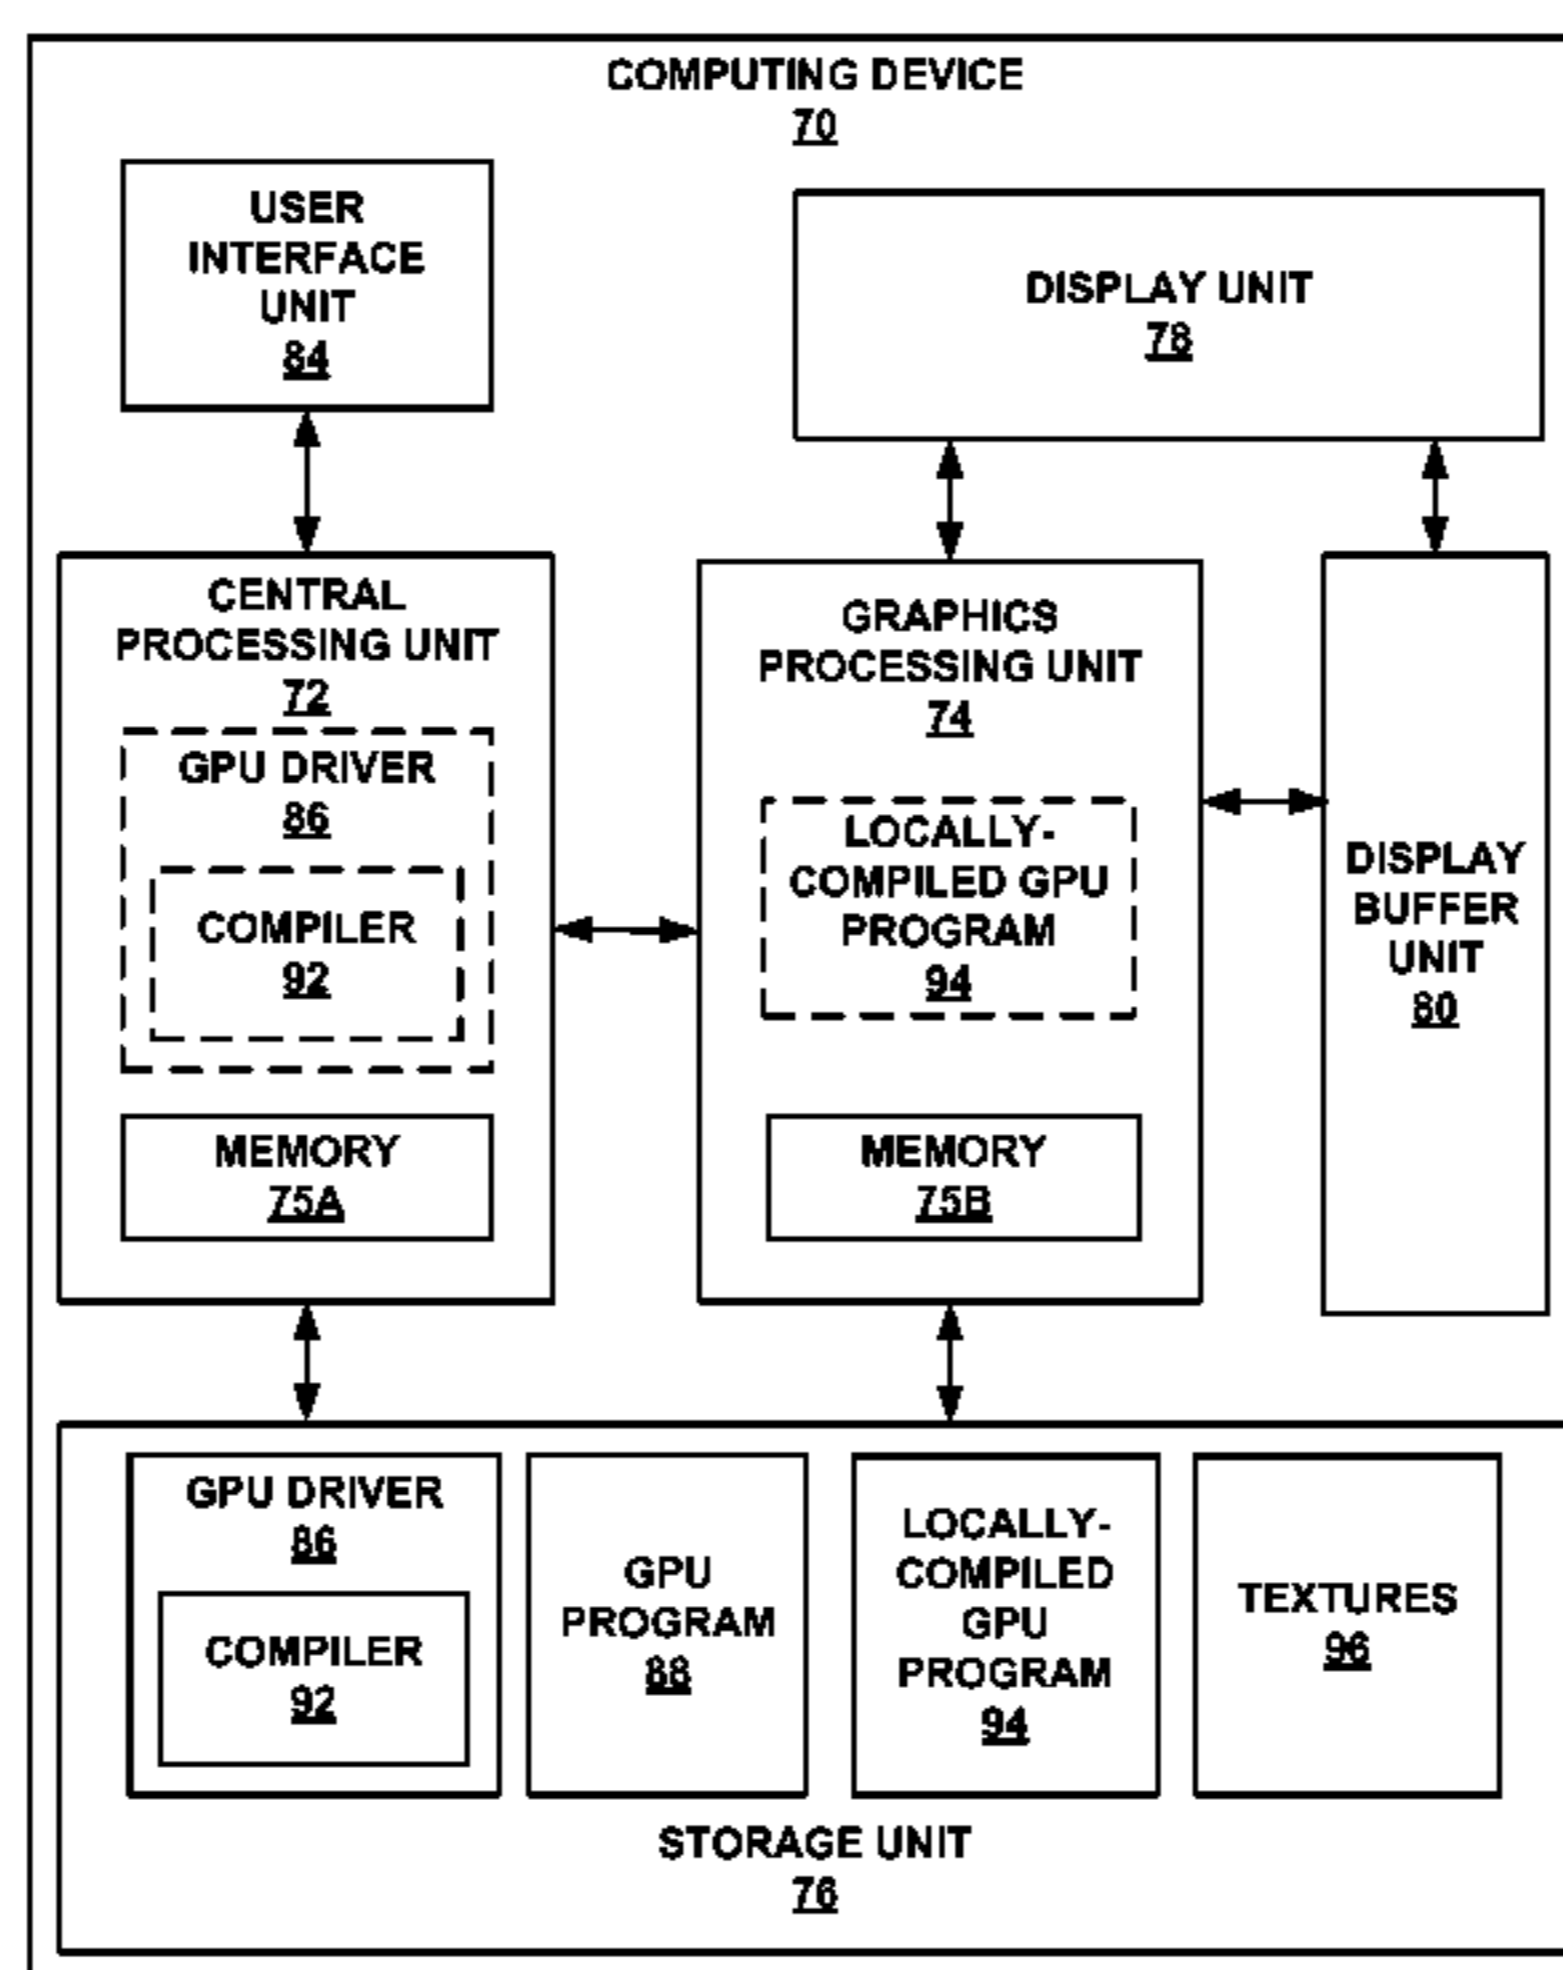 COMPUTING DEVICE
70
USER
INTERFACE
UNIT
84
DISPLAY UNIT
78
CENTRAL
PROCESSING UNIT
72
GPU DRIVER
86
COMPILER
92
MEMORY
75A
GRAPHICS
PROCESSING UNIT
74
LOCALLY-
COMPILED GPU
PROGRAM
94
MEMORY
75B
DISPLAY
BUFFER
UNIT
80
GPU DRIVER
86
COMPILER
92
GPU
PROGRAM
88
LOCALLY-
COMPILED
GPU
PROGRAM
94
TEXTURES
96
STORAGE UNIT
76